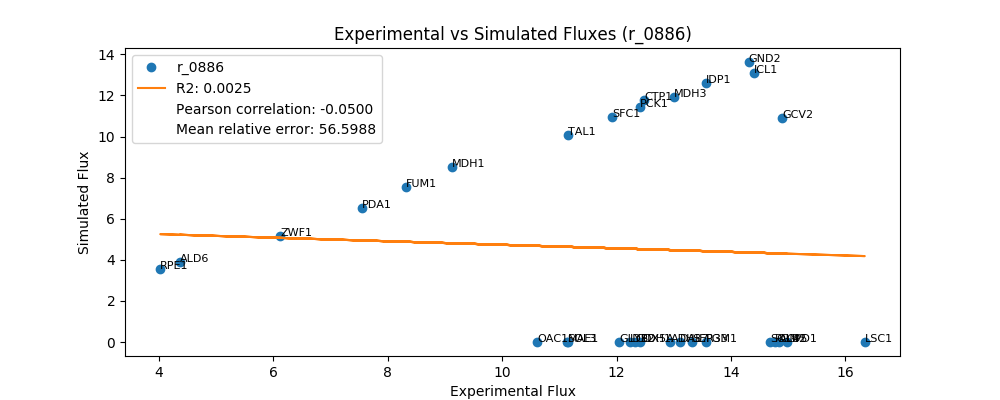 Experimental vs Simulated Fluxes (r_0886)
r_0886
R2: 0.0025
Pearson correlation: -0.0500
Mean relative error: 56.5988
Simulated Flux
14
12
10
8
6
4
2
0
GND2
ICL1
IDP1
CTP1
MDH3
PCK1
SFC1
GCV2
TAL1
MDH1
FUM1
PDA1
ZWF1
ALD6
RPE1
OAC1
LSC1
4
6
8
10
12
14
16
Experimental Flux